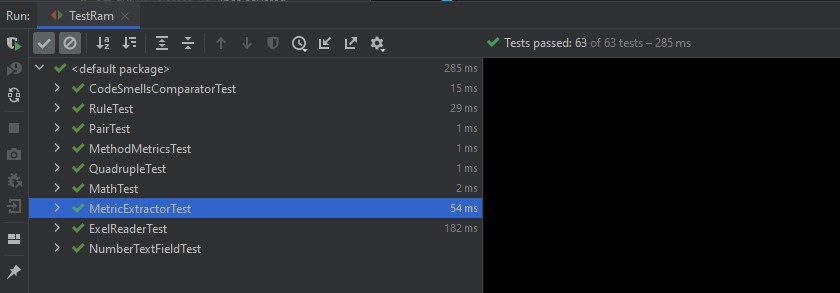 Run: TestRam
Tests passed: 63 of 63 tests – 285 ms
<default package> 285 ms
CodeSmellsComparatorTest 15 ms
RuleTest 29 ms
PairTest 1 ms
MethodMetricsTest 1 ms
QuadrupleTest 1 ms
MathTest 2 ms
MetricExtractorTest 54 ms
ExelReaderTest 182 ms
NumberTextFieldTest